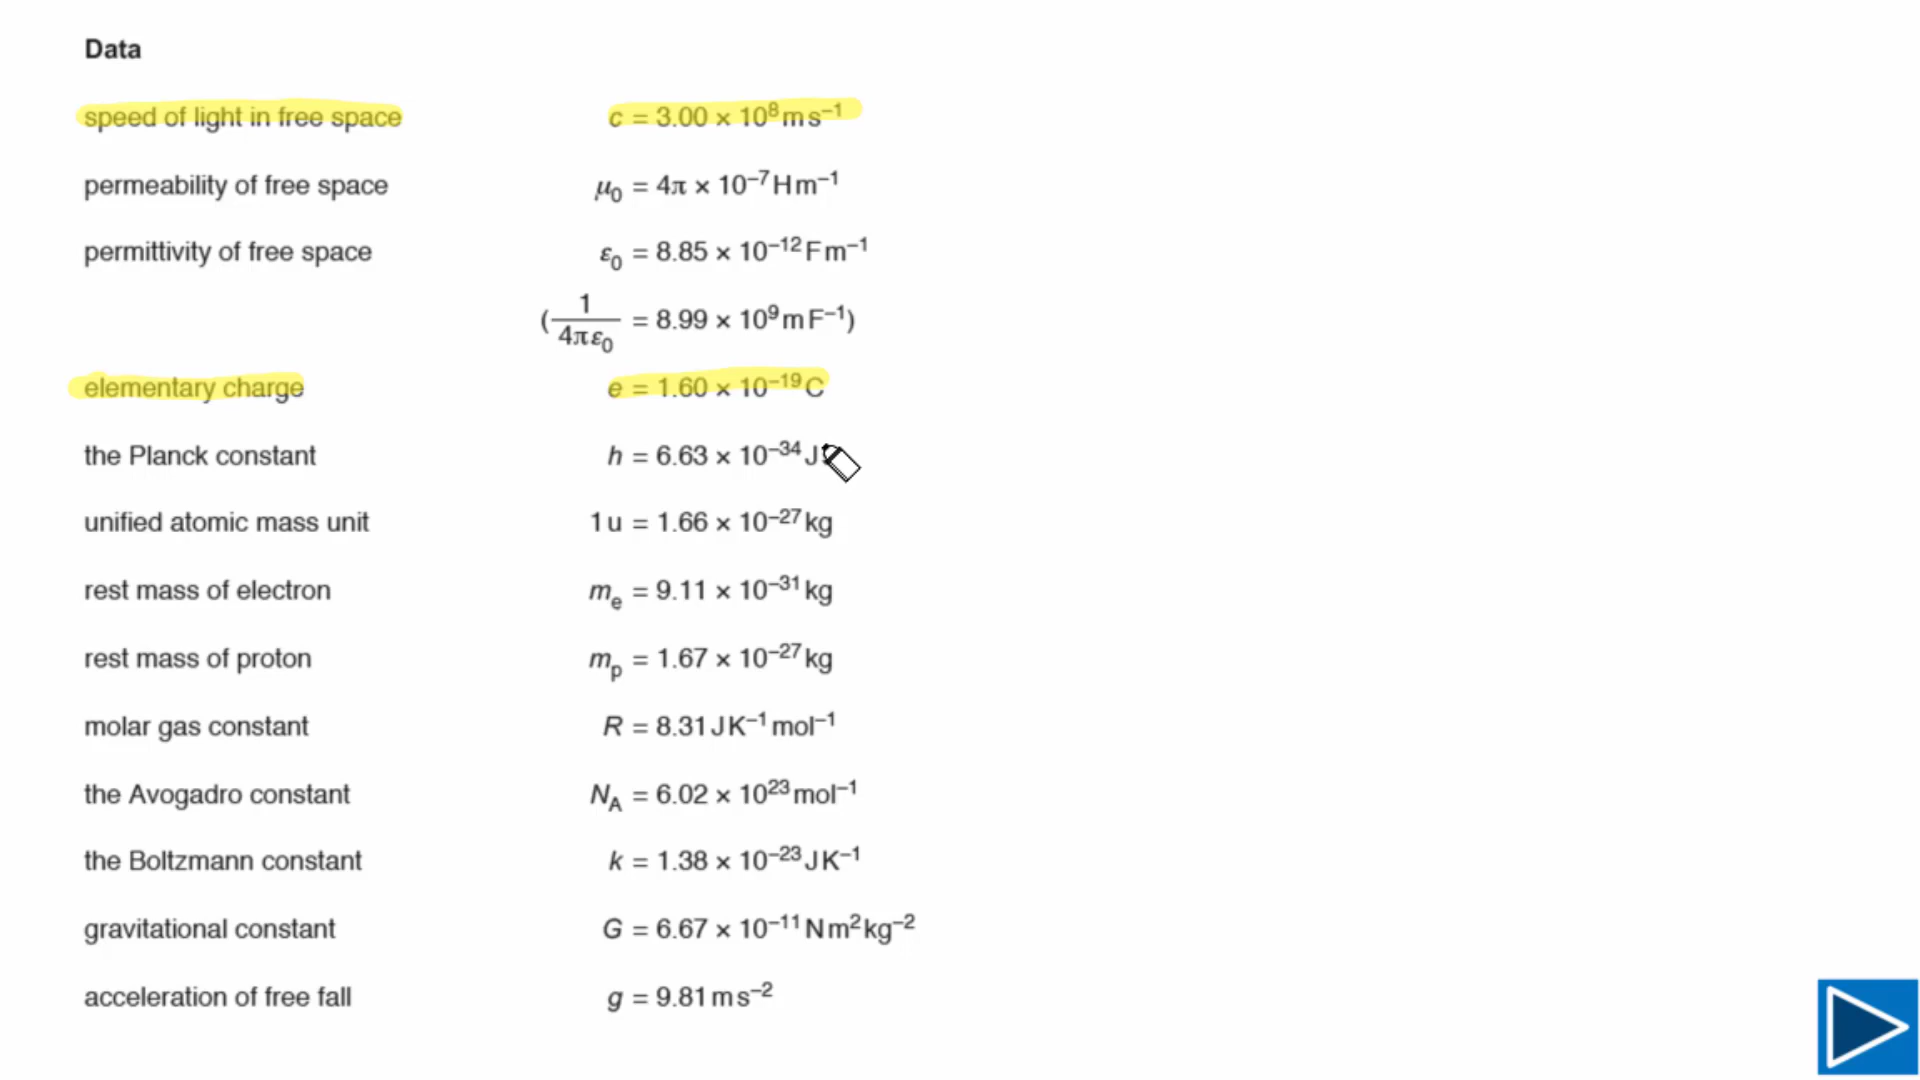 Data
speed of light in free space c = 3.00 × 10⁸ m s⁻¹
permeability of free space μ₀ = 4π × 10⁻⁷ H m⁻¹
permittivity of free space ε₀ = 8.85 × 10⁻¹² F m⁻¹
(1/4πε₀ = 8.99 × 10⁹ m F⁻¹)
elementary charge e = 1.60 × 10⁻¹⁹ C
the Planck constant h = 6.63 × 10⁻³⁴ J
unified atomic mass unit 1 u = 1.66 × 10⁻²⁷ kg
rest mass of electron mₑ = 9.11 × 10⁻³¹ kg
rest mass of proton mₚ = 1.67 × 10⁻²⁷ kg
molar gas constant R = 8.31 J K⁻¹ mol⁻¹
the Avogadro constant N_A = 6.02 × 10²³ mol⁻¹
the Boltzmann constant k = 1.38 × 10⁻²³ J K⁻¹
gravitational constant G = 6.67 × 10⁻¹¹ N m² kg⁻²
acceleration of free fall g = 9.81 m s⁻²